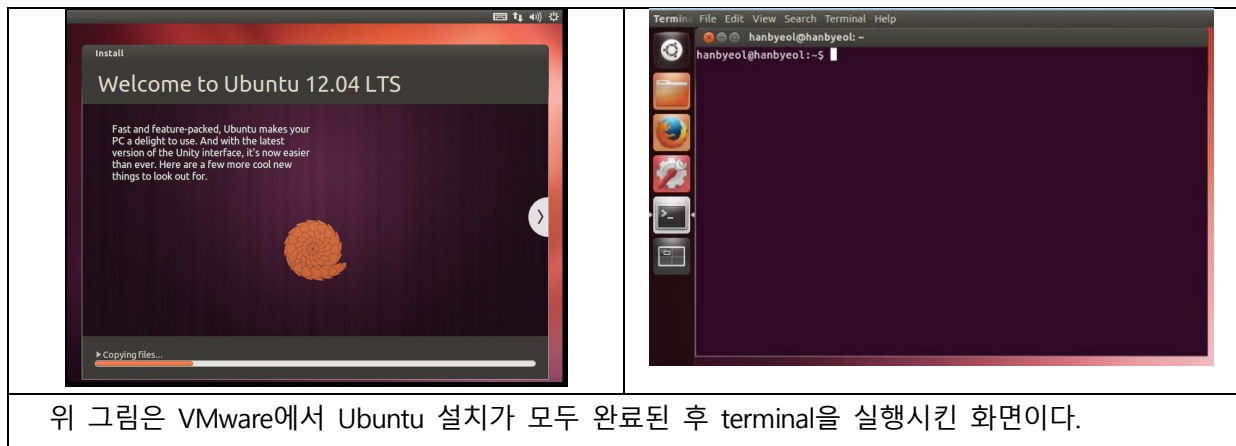 Install
Welcome to Ubuntu 12.04 LTS
Fast and feature-packed, Ubuntu makes your
PC a delight to use. And with the latest
version of the Unity interface, it's now easier
than ever. Here are a few more cool new
things to look out for.
Copying files...
Termin File Edit View Search Terminal Help
hanbyeol@hanbyeol: ~
hanbyeol@hanbyeol:~$
위 그림은 VMware에서 Ubuntu 설치가 모두 완료된 후 terminal을 실행시킨 화면이다.